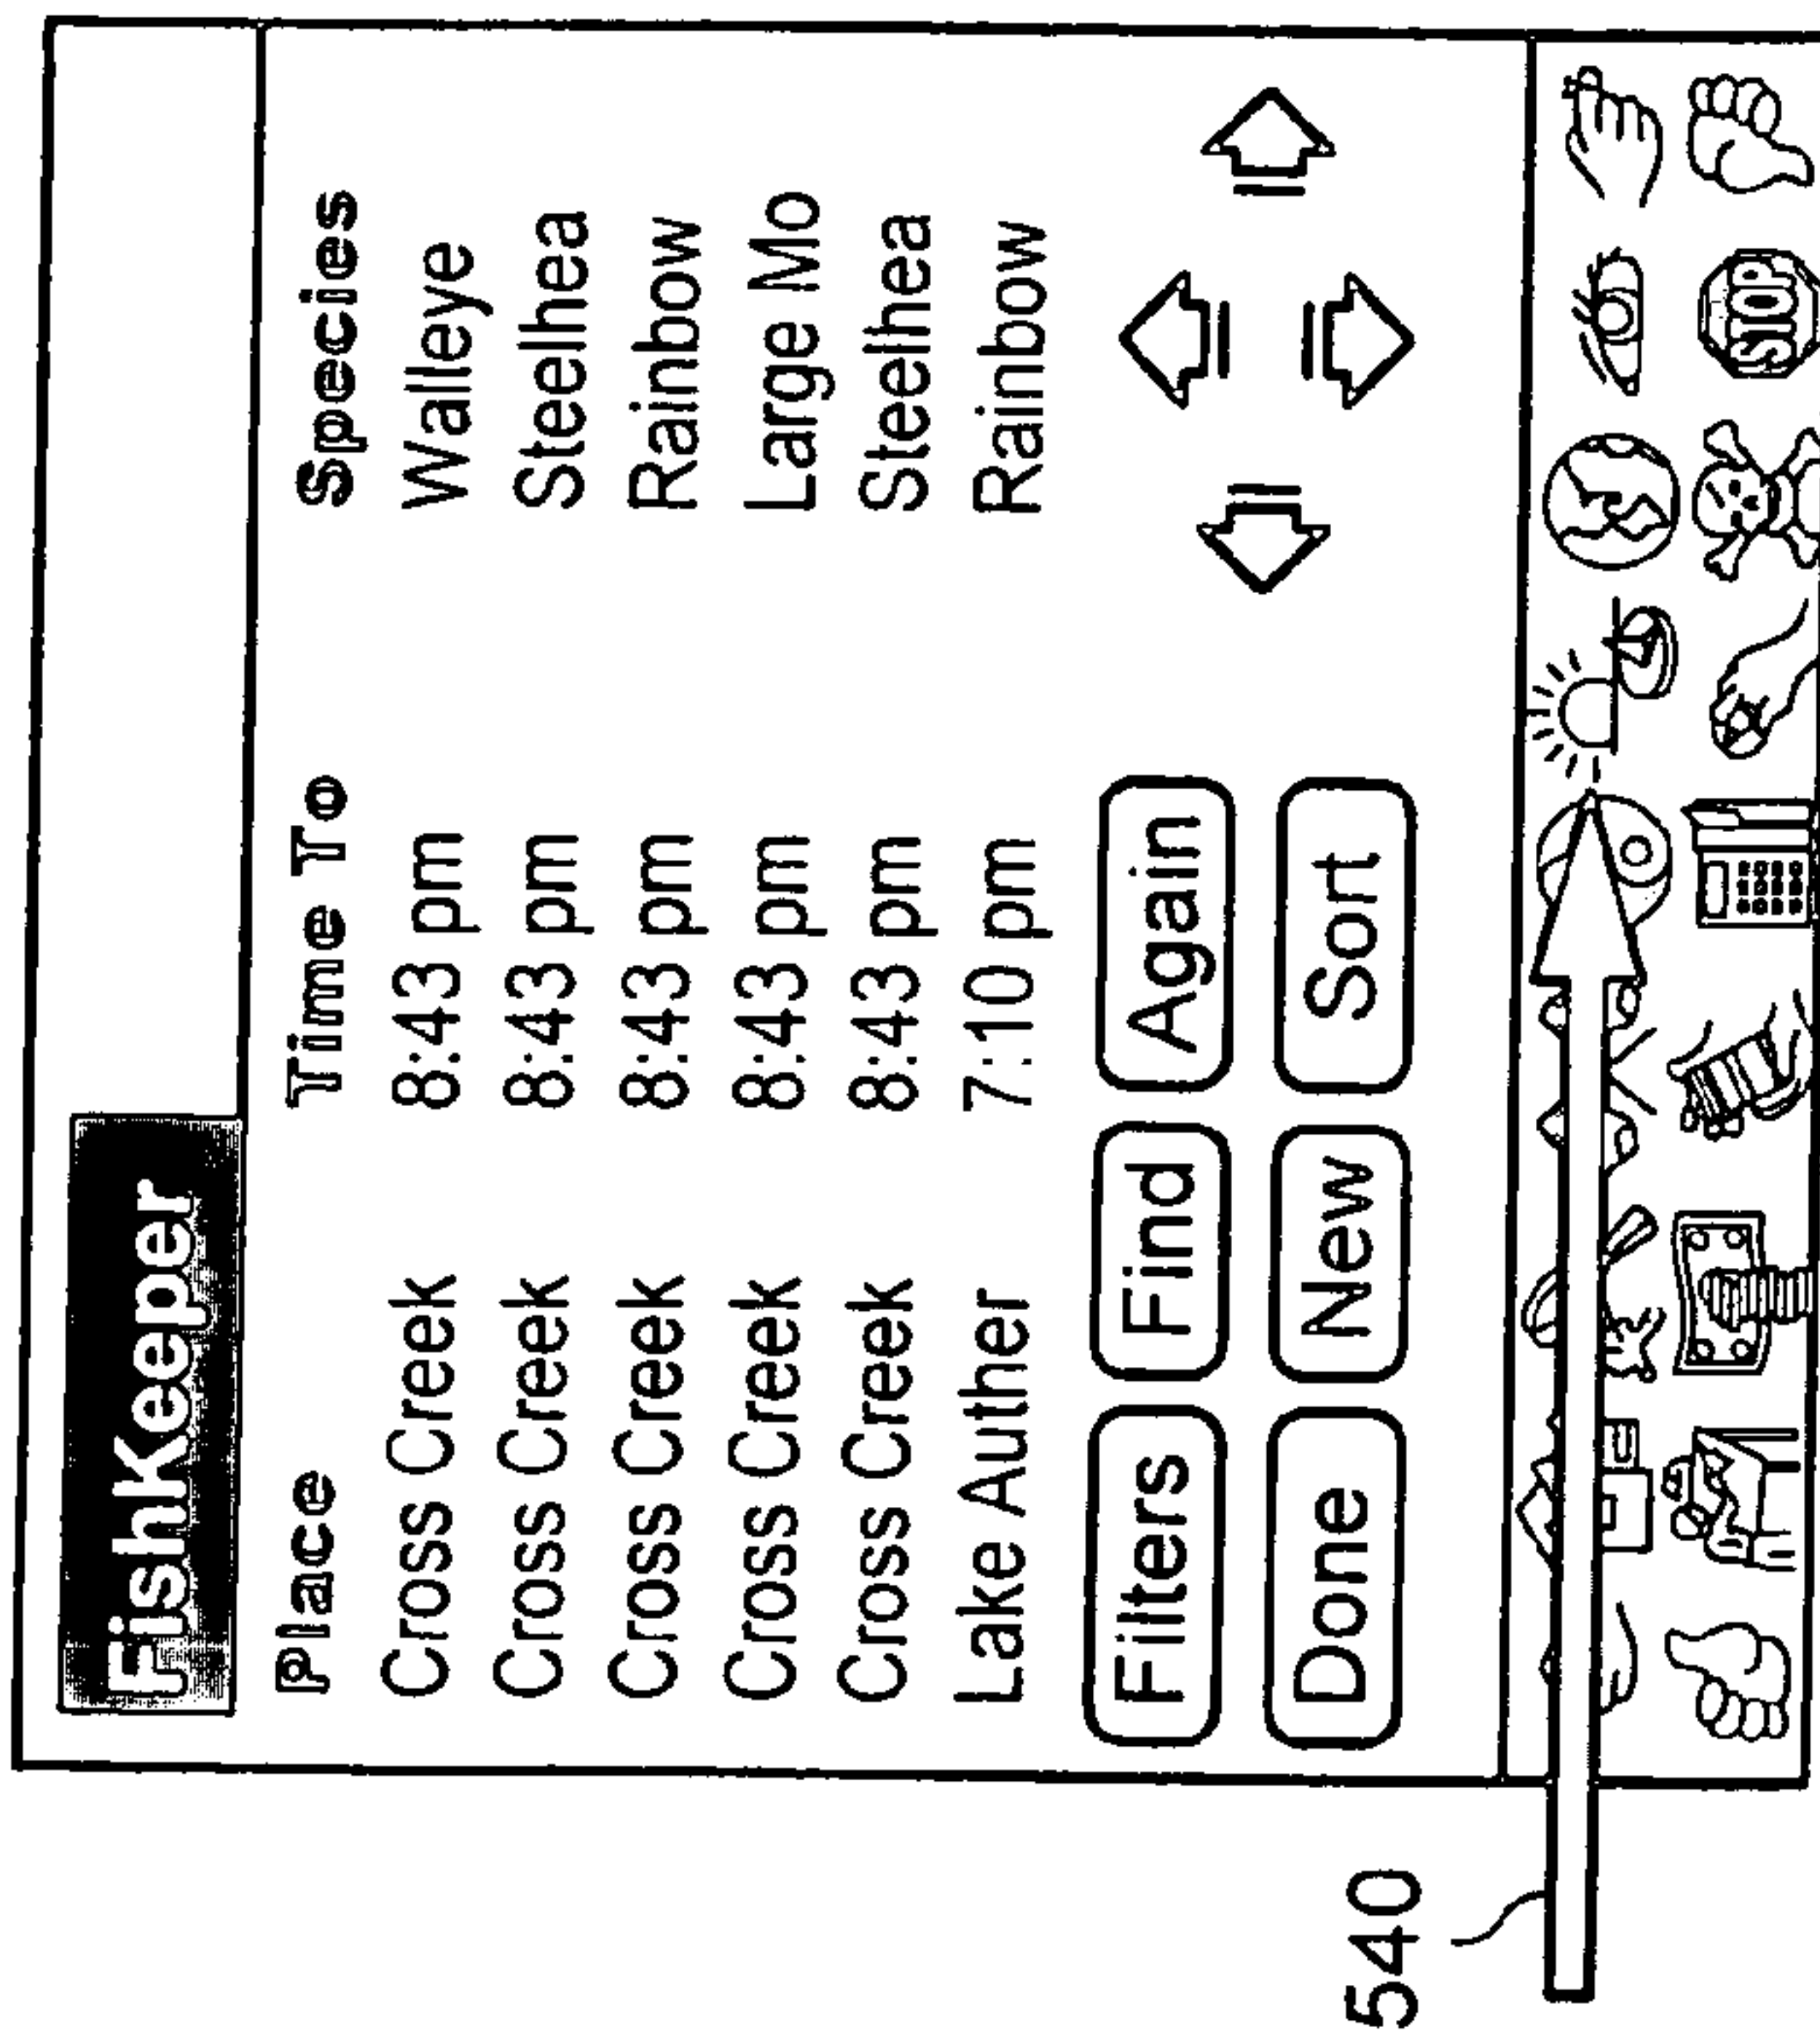 FishKeeper
Place Time To Species
Cross Creek 8:43 pm Walleye
Cross Creek 8:43 pm Steelhea
Cross Creek 8:43 pm Rainbow
Cross Creek 8:43 pm Large Mo
Cross Creek 8:43 pm Steelhea
Lake Auther 7:10 pm Rainbow
Filters Find Again
Done New Sort
540
STOP